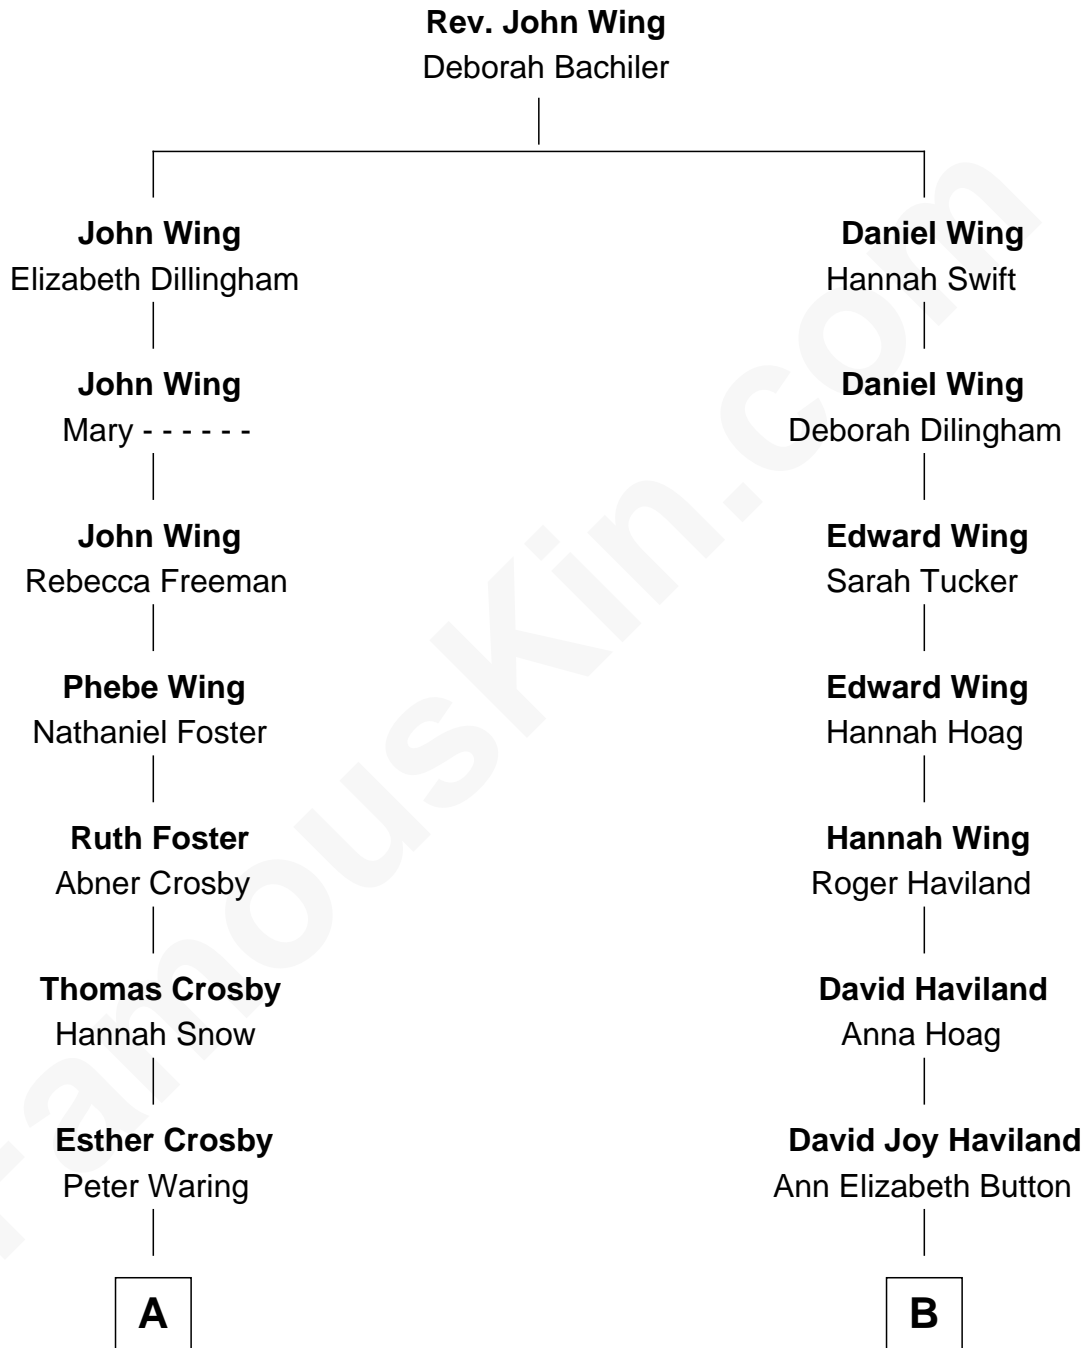 Rev. John Wing
Deborah Bachiler
John Wing
Elizabeth Dillingham
Daniel Wing
Hannah Swift
John Wing
Mary - - - - - -
Daniel Wing
Deborah Dilingham
John Wing
Rebecca Freeman
Edward Wing
Sarah Tucker
Phebe Wing
Nathaniel Foster
Edward Wing
Hannah Hoag
Ruth Foster
Abner Crosby
Hannah Wing
Roger Haviland
Thomas Crosby
Hannah Snow
David Haviland
Anna Hoag
Esther Crosby
Peter Waring
David Joy Haviland
Ann Elizabeth Button
A
B
FamousKin.com